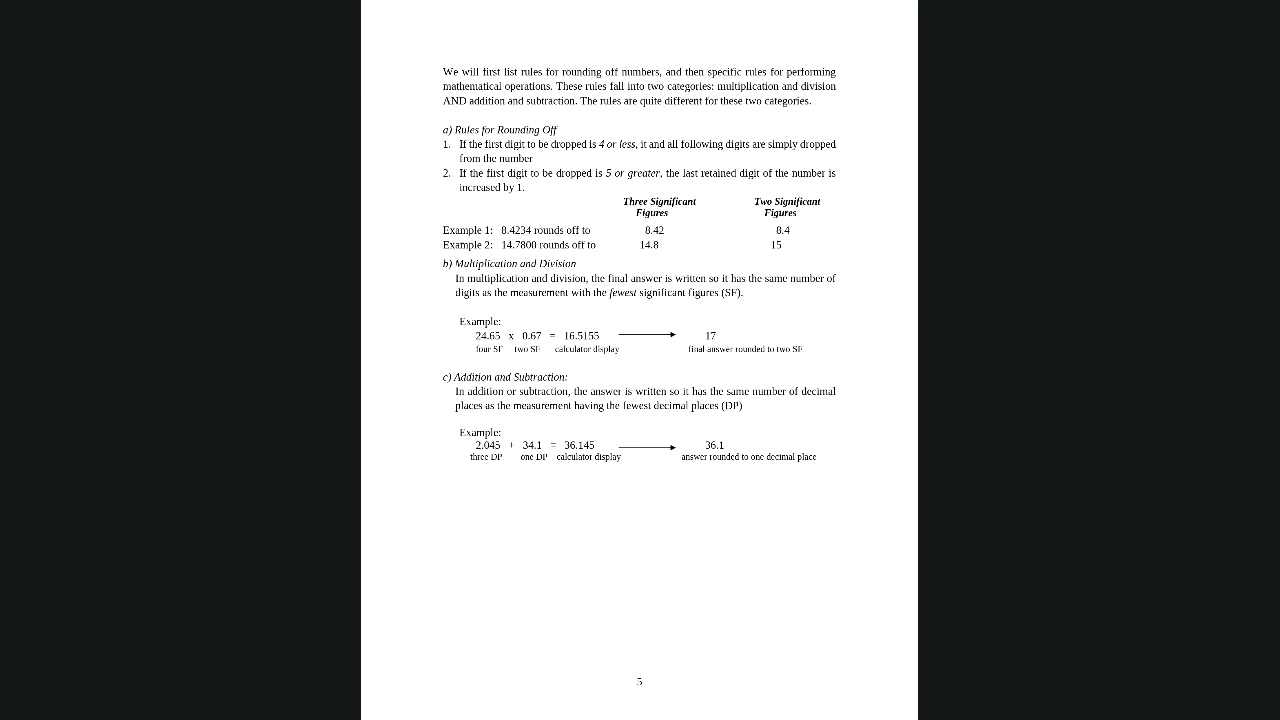 We will first list rules for rounding off numbers, and then specific rules for performing
mathematical operations. These rules fall into two categories: multiplication and division
AND addition and subtraction. The rules are quite different for these two categories.
a) Rules for Rounding Off
1. If the first digit to be dropped is 4 or less, it and all following digits are simply dropped
from the number
2. If the first digit to be dropped is 5 or greater, the last retained digit of the number is
increased by 1.
Three Significant Two Significant
Figures Figures
Example 1: 8.4234 rounds off to 8.42 8.4
Example 2: 14.7800 rounds off to 14.8 15
b) Multiplication and Division
In multiplication and division, the final answer is written so it has the same number of
digits as the measurement with the fewest significant figures (SF).
Example:
24.65 x 0.67 = 16.5155 17
four SF two SF calculator display final answer rounded to two SF
c) Addition and Subtraction:
In addition or subtraction, the answer is written so it has the same number of decimal
places as the measurement having the fewest decimal places (DP)
Example:
2.045 + 34.1 = 36.145 36.1
three DP one DP calculator display answer rounded to one decimal place
5